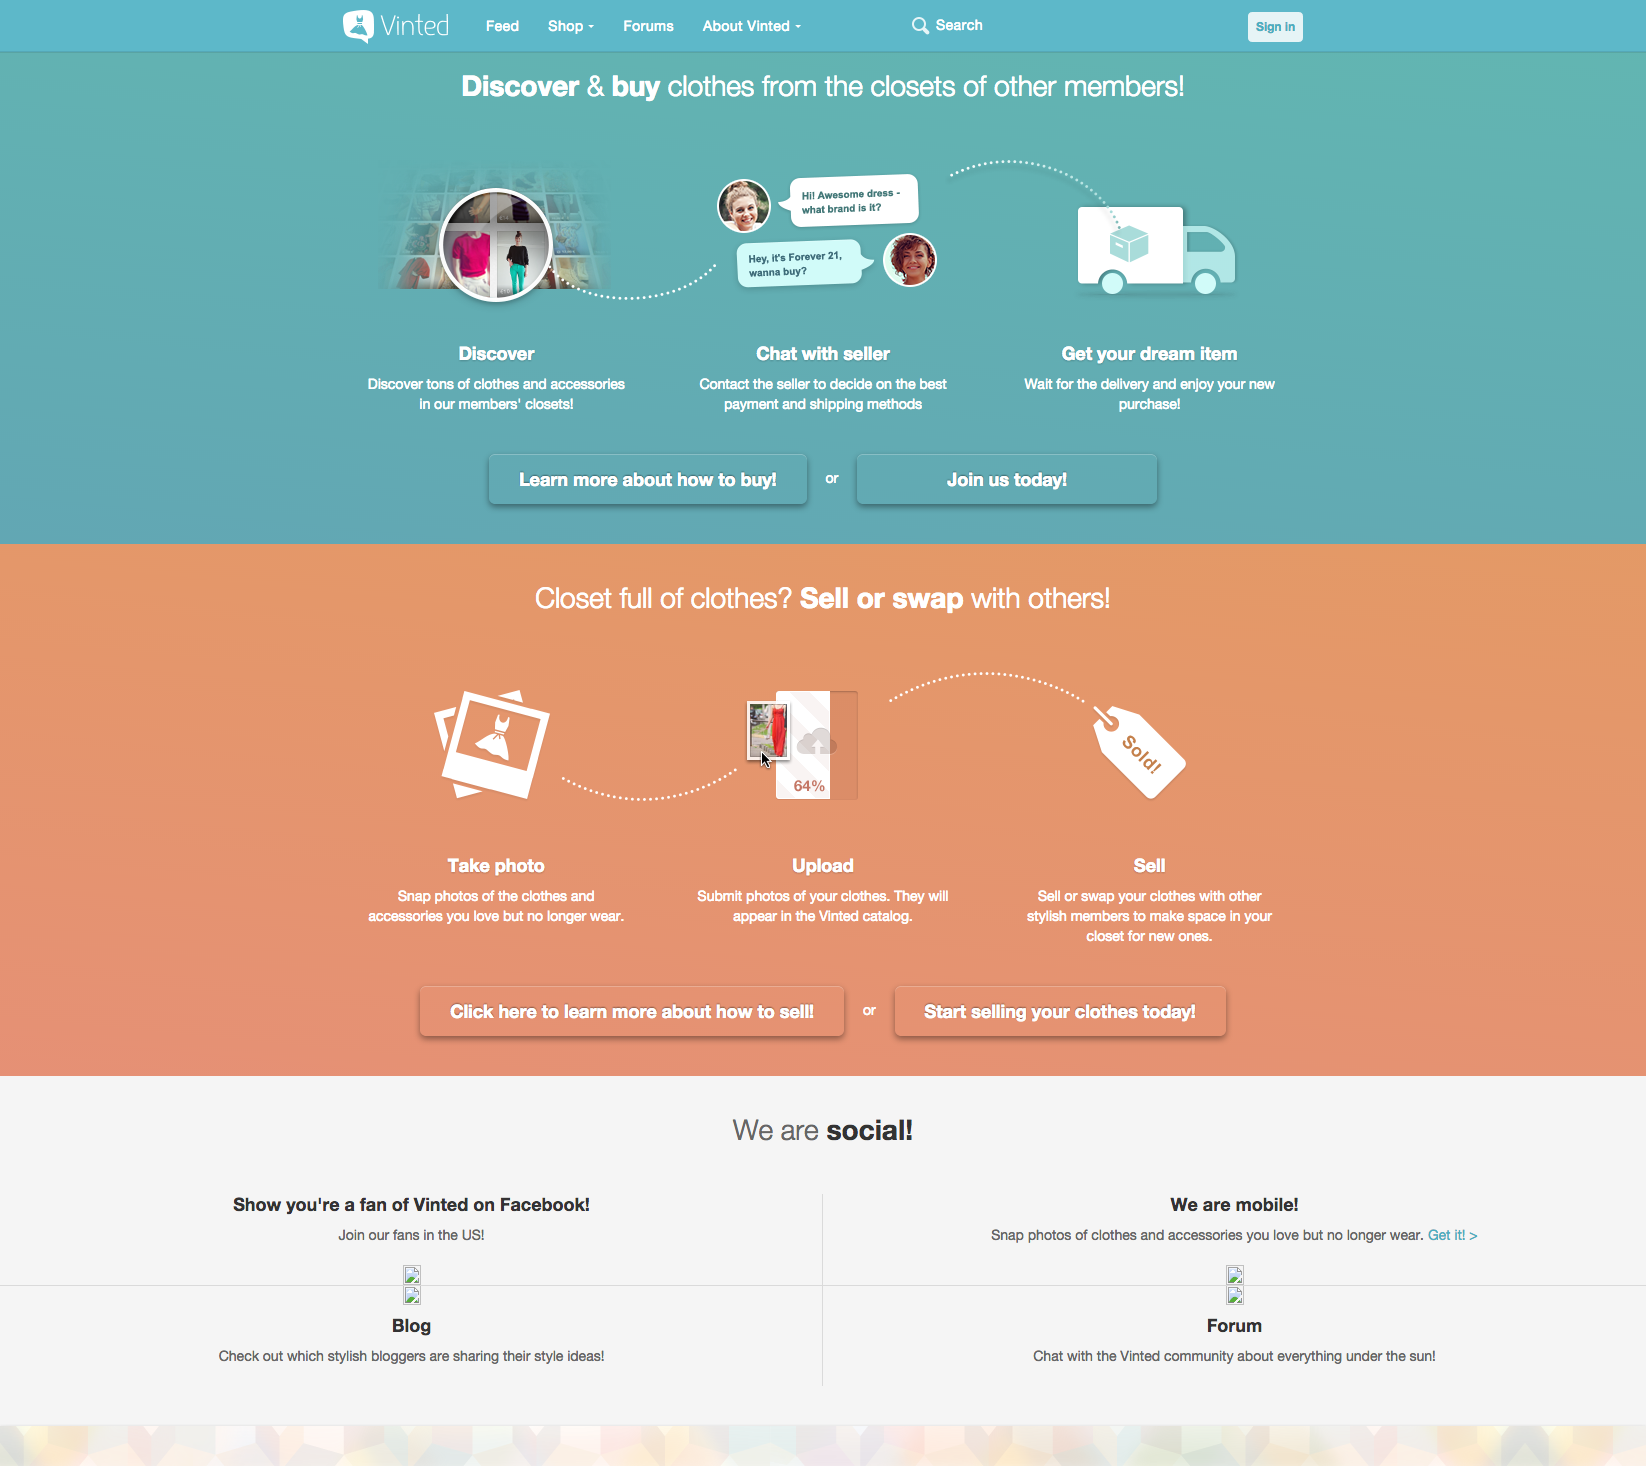 Vinted
Feed
Shop
Forums
About Vinted
Search
Sign in
Discover & buy clothes from the closets of other members!
Hi! Awesome dress -
what brand is it?
Hey, it's Forever 21,
wanna buy?
Discover
Discover tons of clothes and accessories
in our members' closets!
Chat with seller
Contact the seller to decide on the best
payment and shipping methods
Get your dream item
Wait for the delivery and enjoy your new
purchase!
Learn more about how to buy!
or
Join us today!
Closet full of clothes? Sell or swap with others!
64%
Sold!
Take photo
Snap photos of the clothes and
accessories you love but no longer wear.
Upload
Submit photos of your clothes. They will
appear in the Vinted catalog.
Sell
Sell or swap your clothes with other
stylish members to make space in your
closet for new ones.
Click here to learn more about how to sell!
or
Start selling your clothes today!
We are social!
Show you're a fan of Vinted on Facebook!
Join our fans in the US!
We are mobile!
Snap photos of clothes and accessories you love but no longer wear. Get it! >
Blog
Check out which stylish bloggers are sharing their style ideas!
Forum
Chat with the Vinted community about everything under the sun!